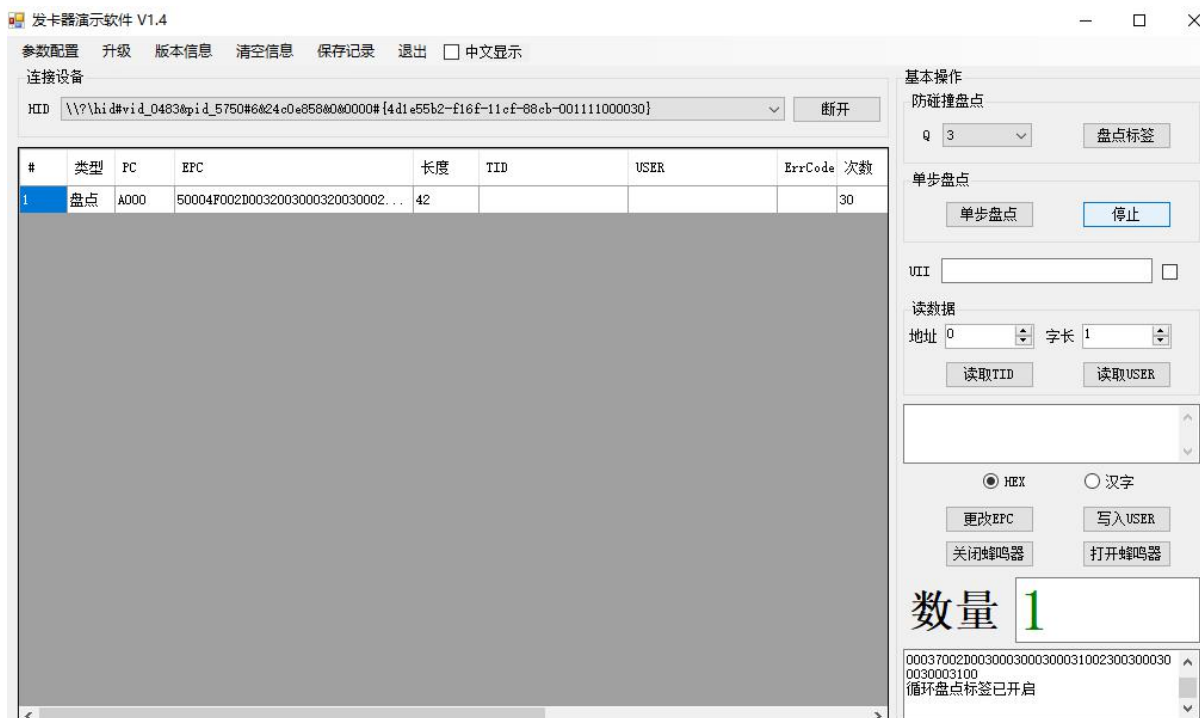 发卡器演示软件 V1.4
参数配置 升级 版本信息 清空信息 保存记录 退出 中文显示
连接设备
HID \\?\hid#vid_0483&pid_5750#6&24c0e858&0&0000#{4d1e55b2-f16f-11cf-88cb-001111000030} 断开
# 类型 PC EPC 长度 TID USER ErrCode 次数
1 盘点 A000 50004F002D0032003000320030002... 42 30
基本操作
防碰撞盘点
Q 3 盘点标签
单步盘点
单步盘点 停止
UII
读数据
地址 0 字长 1
读取TID 读取USER
HEX 汉字
更改EPC 写入USER
关闭蜂鸣器 打开蜂鸣器
数量 1
00037002D003000300030003100230030003
0030003100
循环盘点标签已开启